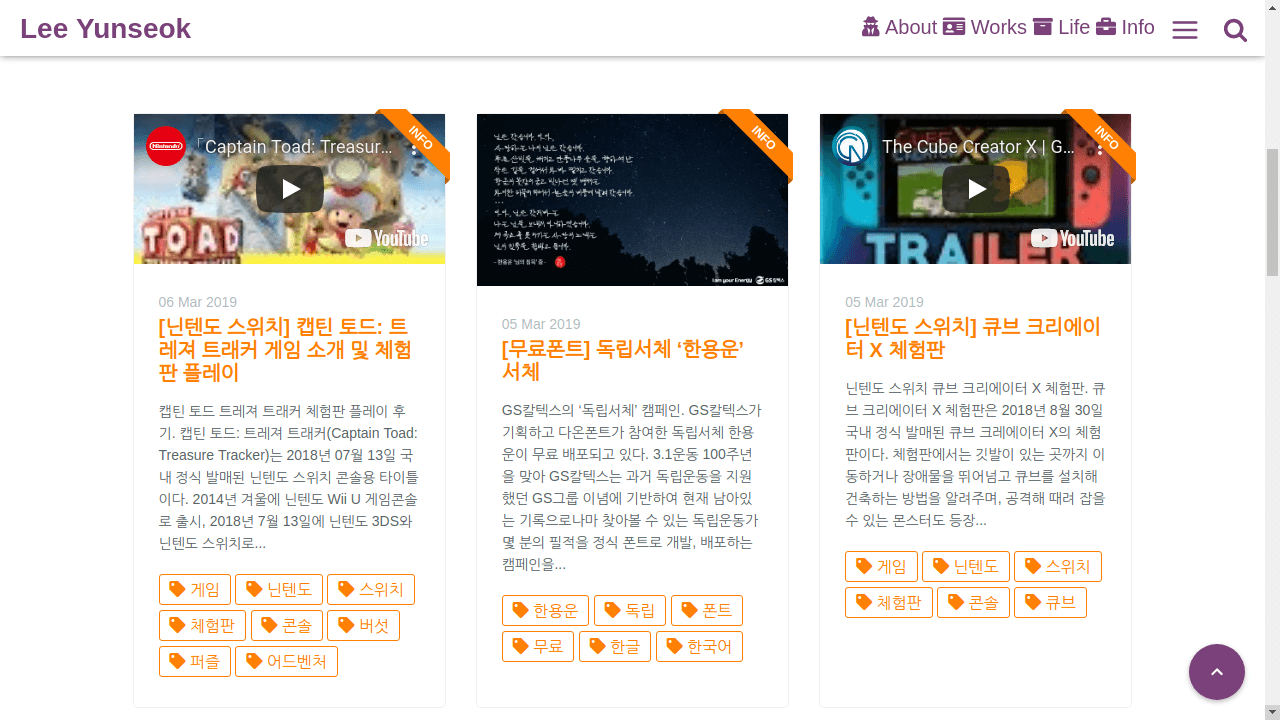 Lee Yunseok
About Works Life Info
INFO
Nintendo
「Captain Toad: Treasur...
TOAD
YouTube
06 Mar 2019
[닌텐도 스위치] 캡틴 토드: 트
레져 트래커 게임 소개 및 체험
판 플레이
캡틴 토드 트레져 트래커 체험판 플레이 후
기. 캡틴 토드: 트레져 트래커(Captain Toad:
Treasure Tracker)는 2018년 07월 13일 국
내 정식 발매된 닌텐도 스위치 콘솔용 타이틀
이다. 2014년 겨울에 닌텐도 Wii U 게임콘솔
로 출시, 2018년 7월 13일에 닌텐도 3DS와
닌텐도 스위치로...
게임 닌텐도 스위치
체험판 콘솔 버섯
퍼즐 어드벤처
INFO
I am your Energy GS칼텍스
05 Mar 2019
[무료폰트] 독립서체 ‘한용운’
서체
GS칼텍스의 ‘독립서체’ 캠페인. GS칼텍스가
기획하고 다온폰트가 참여한 독립서체 한용
운이 무료 배포되고 있다. 3.1운동 100주년
을 맞아 GS칼텍스는 과거 독립운동을 지원
했던 GS그룹 이념에 기반하여 현재 남아있
는 기록으로나마 찾아볼 수 있는 독립운동가
몇 분의 필적을 정식 폰트로 개발, 배포하는
캠페인을...
한용운 독립 폰트
무료 한글 한국어
INFO
The Cube Creator X | G...
TRAILER
YouTube
05 Mar 2019
[닌텐도 스위치] 큐브 크리에이
터 X 체험판
닌텐도 스위치 큐브 크리에이터 X 체험판. 큐
브 크리에이터 X 체험판은 2018년 8월 30일
국내 정식 발매된 큐브 크레에이터 X의 체험
판이다. 체험판에서는 깃발이 있는 곳까지 이
동하거나 장애물을 뛰어넘고 큐브를 설치해
건축하는 방법을 알려주며, 공격해 때려 잡을
수 있는 몬스터도 등장...
게임 닌텐도 스위치
체험판 콘솔 큐브